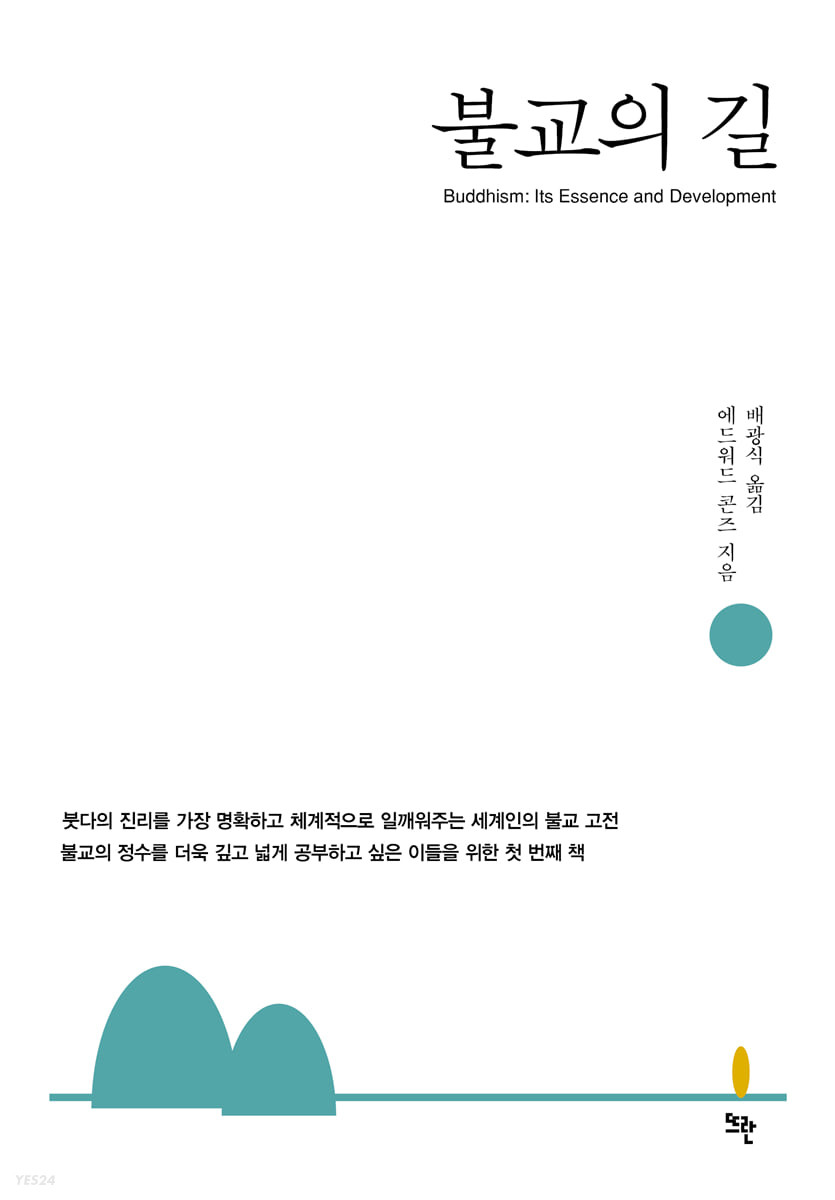 불교의 길
Buddhism: Its Essence and Development
배광식 옮김
에드워드 콘즈 지음
붓다의 진리를 가장 명확하고 체계적으로 일깨워주는 세계인의 불교 고전
불교의 정수를 더욱 깊고 넓게 공부하고 싶은 이들을 위한 첫 번째 책
뜨란
YES24